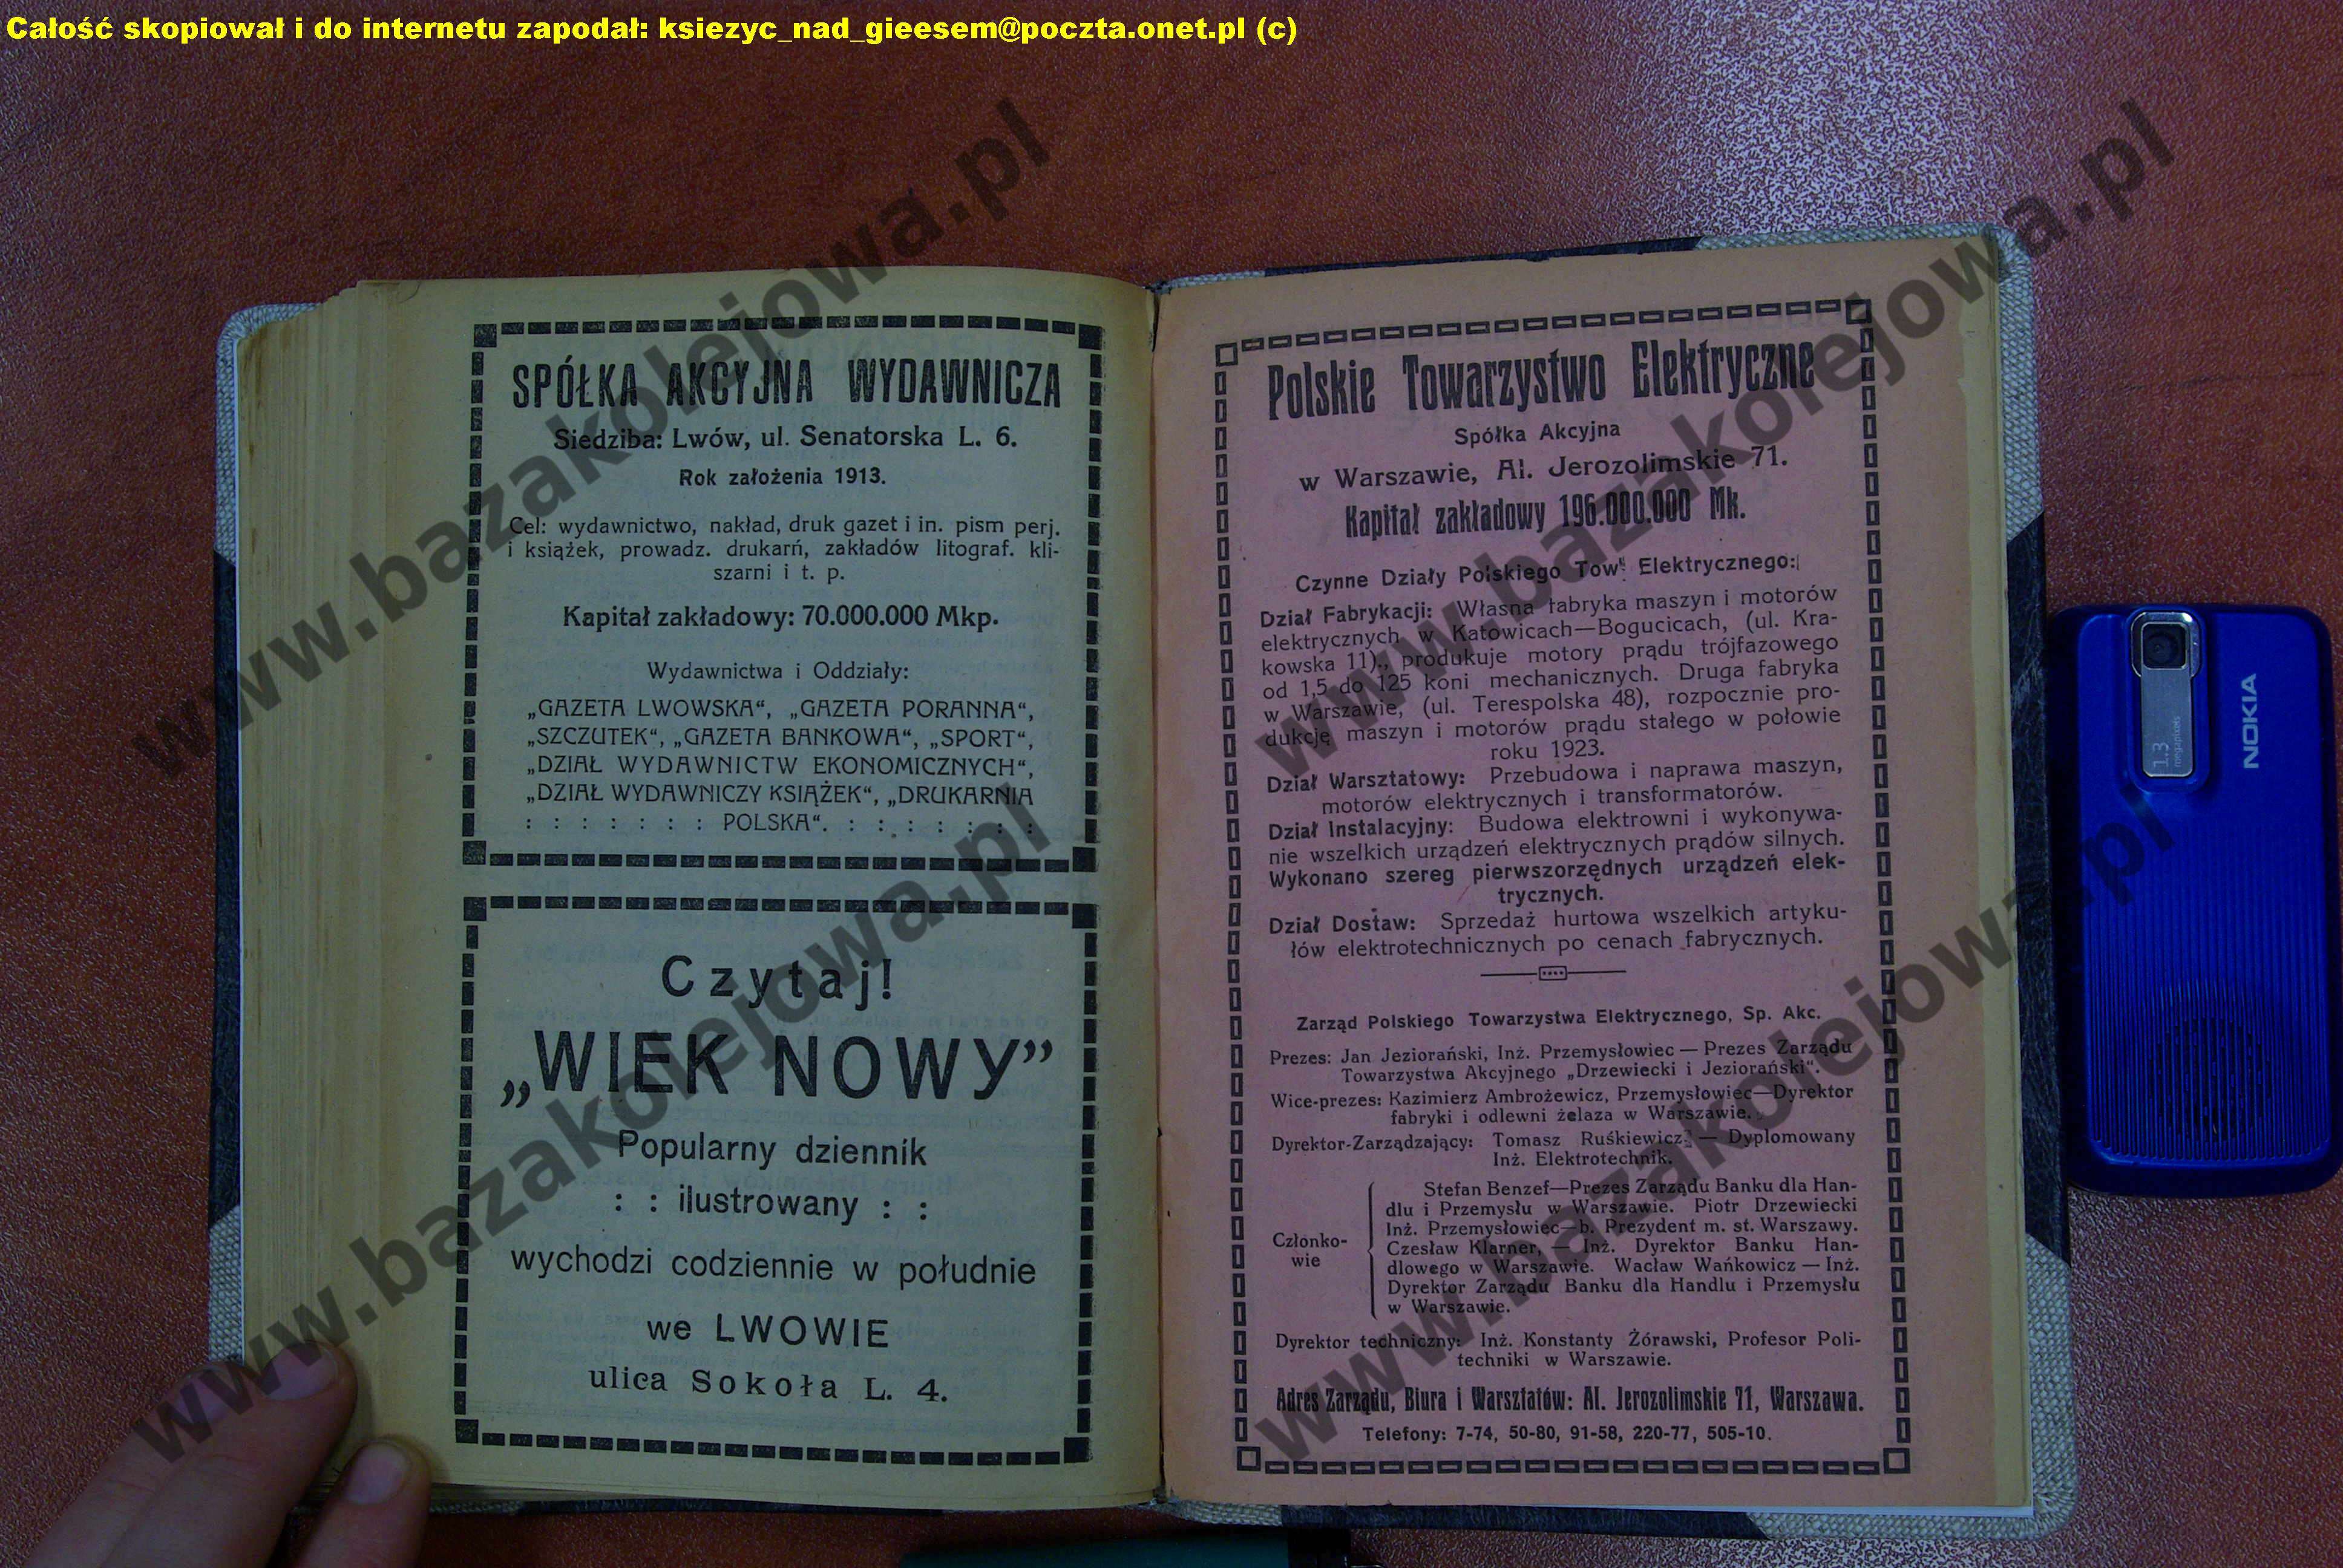 Całość skopiował i do internetu zapodał: ksiezyc_nad_gieesem@poczta.onet.pl (c)
SPÓŁKA AKCYJNA WYDAWNICZA
Siedziba: Lwów, ul. Senatorska L. 6.
Rok założenia 1913.
Cel: wydawnictwo, nakład, druk gazet i in. pism perj.
i książek, prowadz. drukarń, zakładów litograf. kli-
szarni i t. p.
Kapitał zakładowy: 70.000.000 Mkp.
Wydawnictwa i Oddziały:
„GAZETA LWOWSKA“, „GAZETA PORANNA“,
„SZCZUTEK“, „GAZETA BANKOWA“, „SPORT“,
„DZIAŁ WYDAWNICTW EKONOMICZNYCH“,
„DZIAŁ WYDAWNICZY KSIĄŻEK“, „DRUKARNIA
: : : : : : : POLSKA“. : : : : : : :
Czytaj!
„WIEK NOWY”
Popularny dziennik
: : ilustrowany : :
wychodzi codziennie w południe
we LWOWIE
ulica Sokoła L. 4.
Polskie Towarzystwo Elektryczne
Spółka Akcyjna
w Warszawie, Al. Jerozolimskie 71.
Kapitał zakładowy 196.000.000 Mk.
Czynne Działy Polskiego Tow. Elektrycznego:
Dział Fabrykacji: Własna fabryka maszyn i motorów
elektrycznych w Katowicach—Bogucicach, (ul. Kra-
kowska 11)., produkuje motory prądu trójfazowego
od 1,5 do 125 koni mechanicznych. Druga fabryka
w Warszawie, (ul. Terespolska 48), rozpocznie pro-
dukcję maszyn i motorów prądu stałego w połowie
roku 1923.
Dział Warsztatowy: Przebudowa i naprawa maszyn,
motorów elektrycznych i transformatorów.
Dział Instalacyjny: Budowa elektrowni i wykonywa-
nie wszelkich urządzeń elektrycznych prądów silnych.
Wykonano szereg pierwszorzędnych urządzeń elek-
trycznych.
Dział Dostaw: Sprzedaż hurtowa wszelkich artyku-
łów elektrotechnicznych po cenach fabrycznych.
Zarząd Polskiego Towarzystwa Elektrycznego, Sp. Akc.
Prezes: Jan Jeziorański, Inż. Przemysłowiec — Prezes Zarządu
Towarzystwa Akcyjnego „Drzewiecki i Jeziorański“.
Wice-prezes: Kazimierz Ambrożewicz, Przemysłowiec—Dyrektor
fabryki i odlewni żelaza w Warszawie.
Dyrektor-Zarządzający: Tomasz Ruśkiewicz — Dyplomowany
Inż. Elektrotechnik.
Członko-
wie
Stefan Benzef—Prezes Zarządu Banku dla Han-
dlu i Przemysłu w Warszawie. Piotr Drzewiecki
Inż. Przemysłowiec—b. Prezydent m. st. Warszawy.
Czesław Klarner, — Inż. Dyrektor Banku Han-
dlowego w Warszawie. Wacław Wańkowicz — Inż.
Dyrektor Zarządu Banku dla Handlu i Przemysłu
w Warszawie.
Dyrektor techniczny: Inż. Konstanty Żórawski, Profesor Poli-
techniki w Warszawie.
Adres Zarządu, Biura i Warsztatów: Al. Jerozolimskie 71, Warszawa.
Telefony: 7-74, 50-80, 91-58, 220-77, 505-10.
NOKIA
1.3
megapixels
www.bazakolejowa.pl
www.bazakolejowa.pl
www.bazakolejowa.pl
www.bazakolejowa.pl